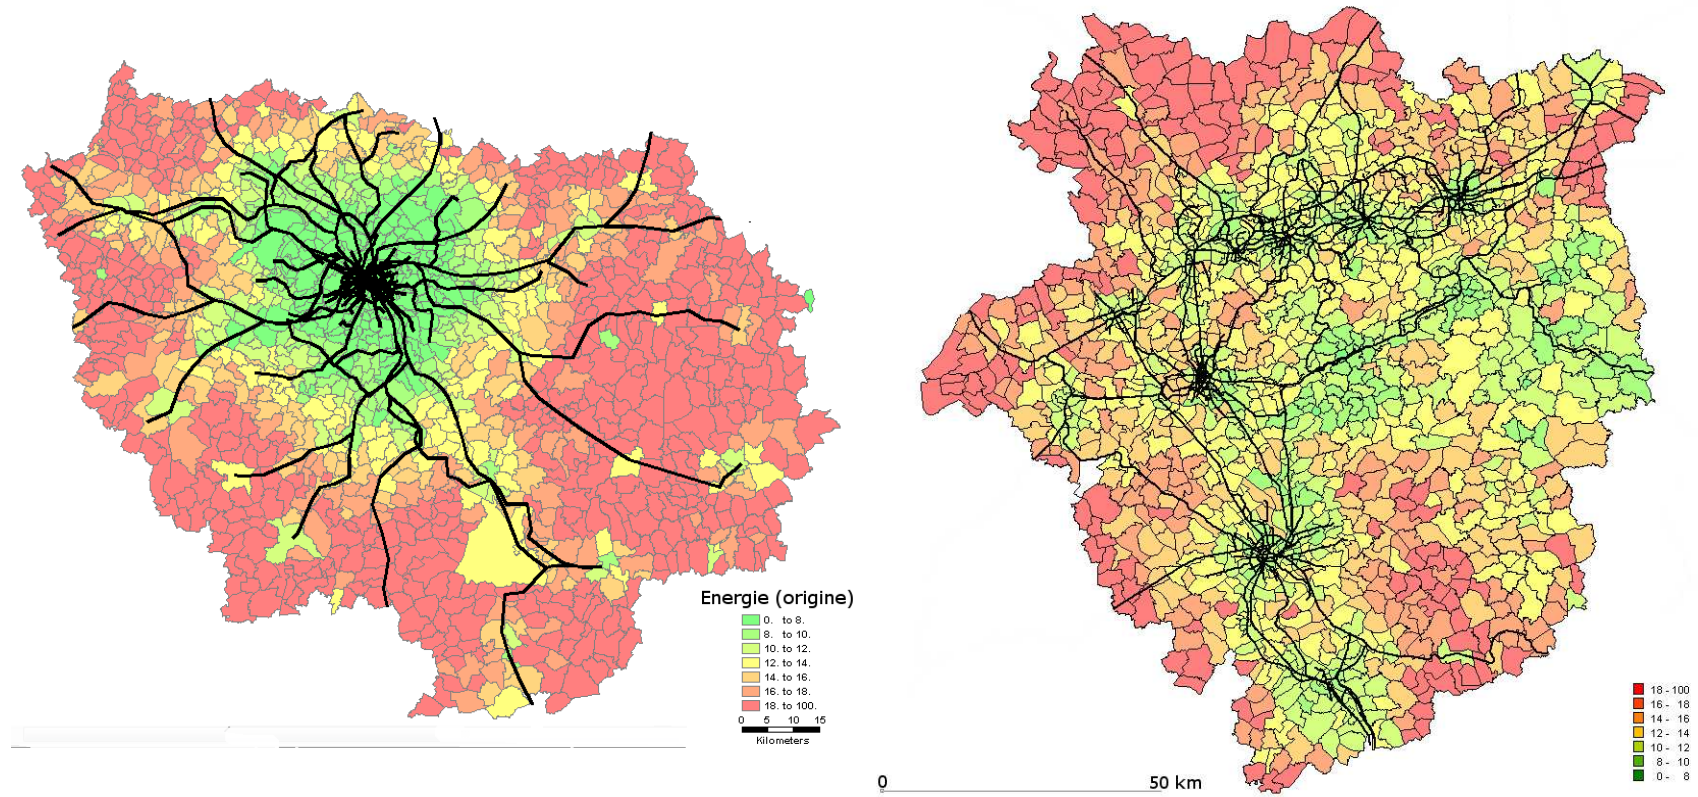 Energie (origine)
0. to 8.
8. to 10.
10. to 12.
12. to 14.
14. to 16.
16. to 18.
18. to 100.
0 5 10 15
Kilometers
0 50 km
18 - 100
16 - 18
14 - 16
12 - 14
10 - 12
8 - 10
0 - 8